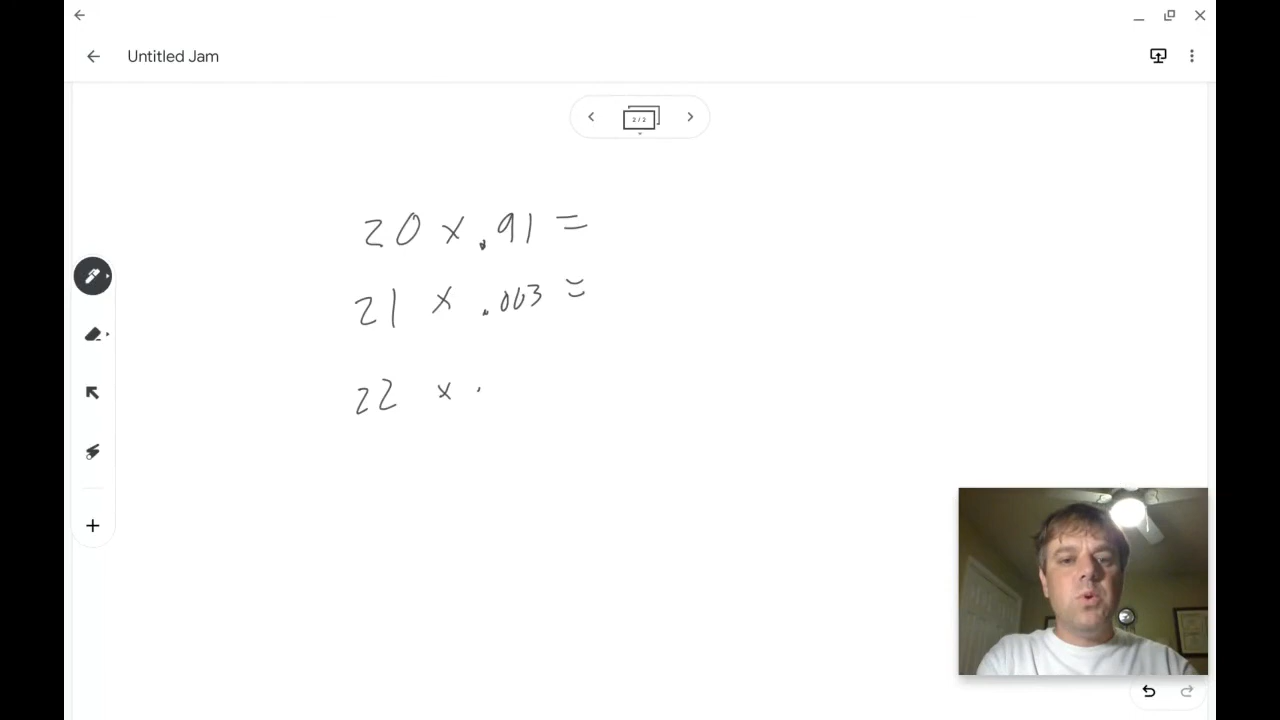 Untitled Jam
2 / 2
20 x .91 =
21 x .003 =
22 x .